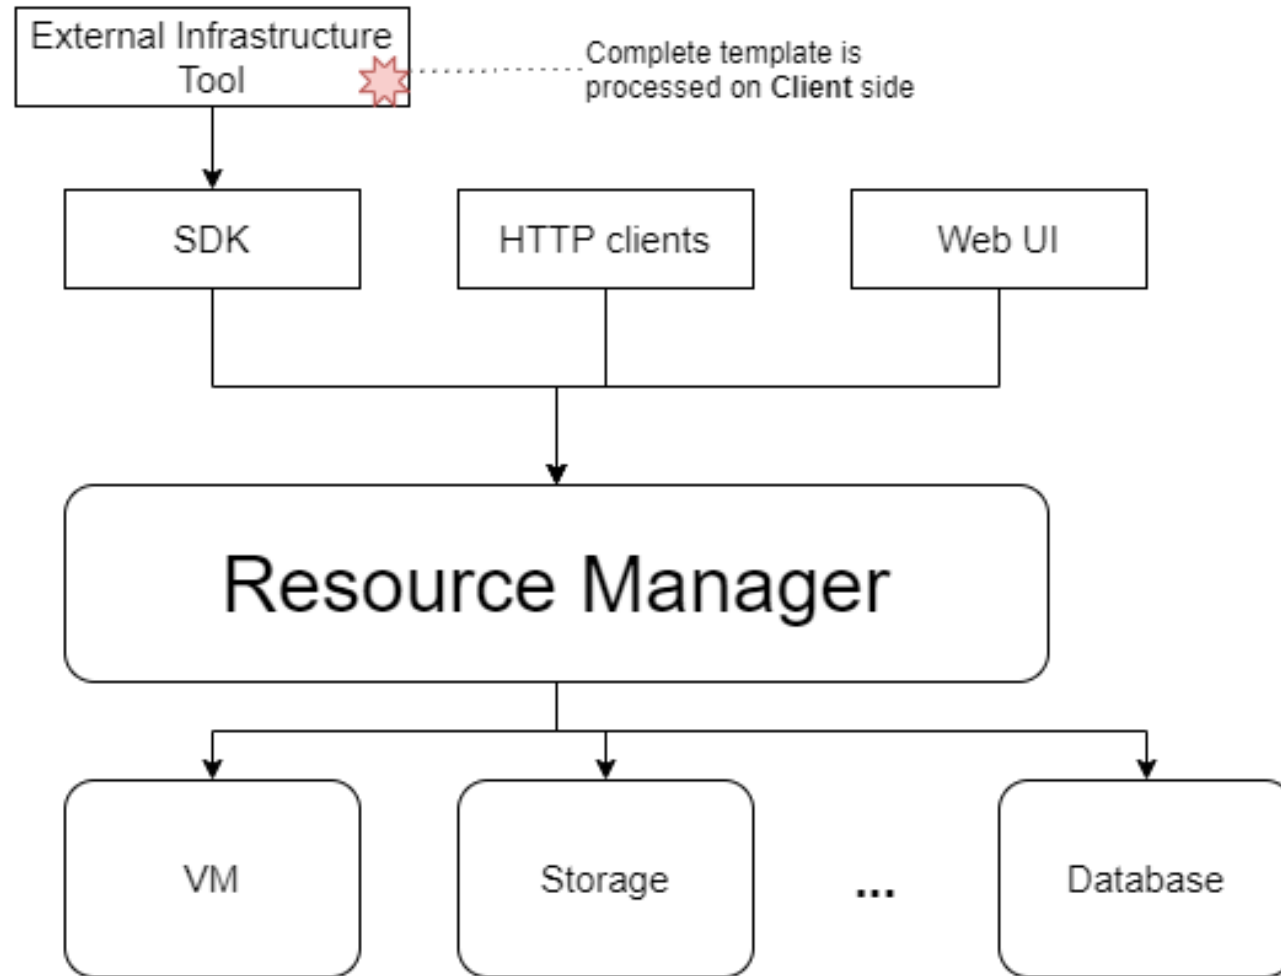 External Infrastructure
Tool
Complete template is
processed on Client side
SDK
HTTP clients
Web UI
Resource Manager
VM
Storage
...
Database